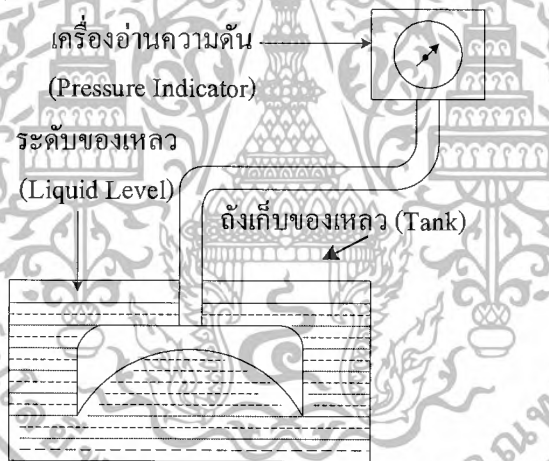 เครื่องอ่านความดัน
(Pressure Indicator)
ระดับของเหลว
(Liquid Level)
ถังเก็บของเหลว (Tank)